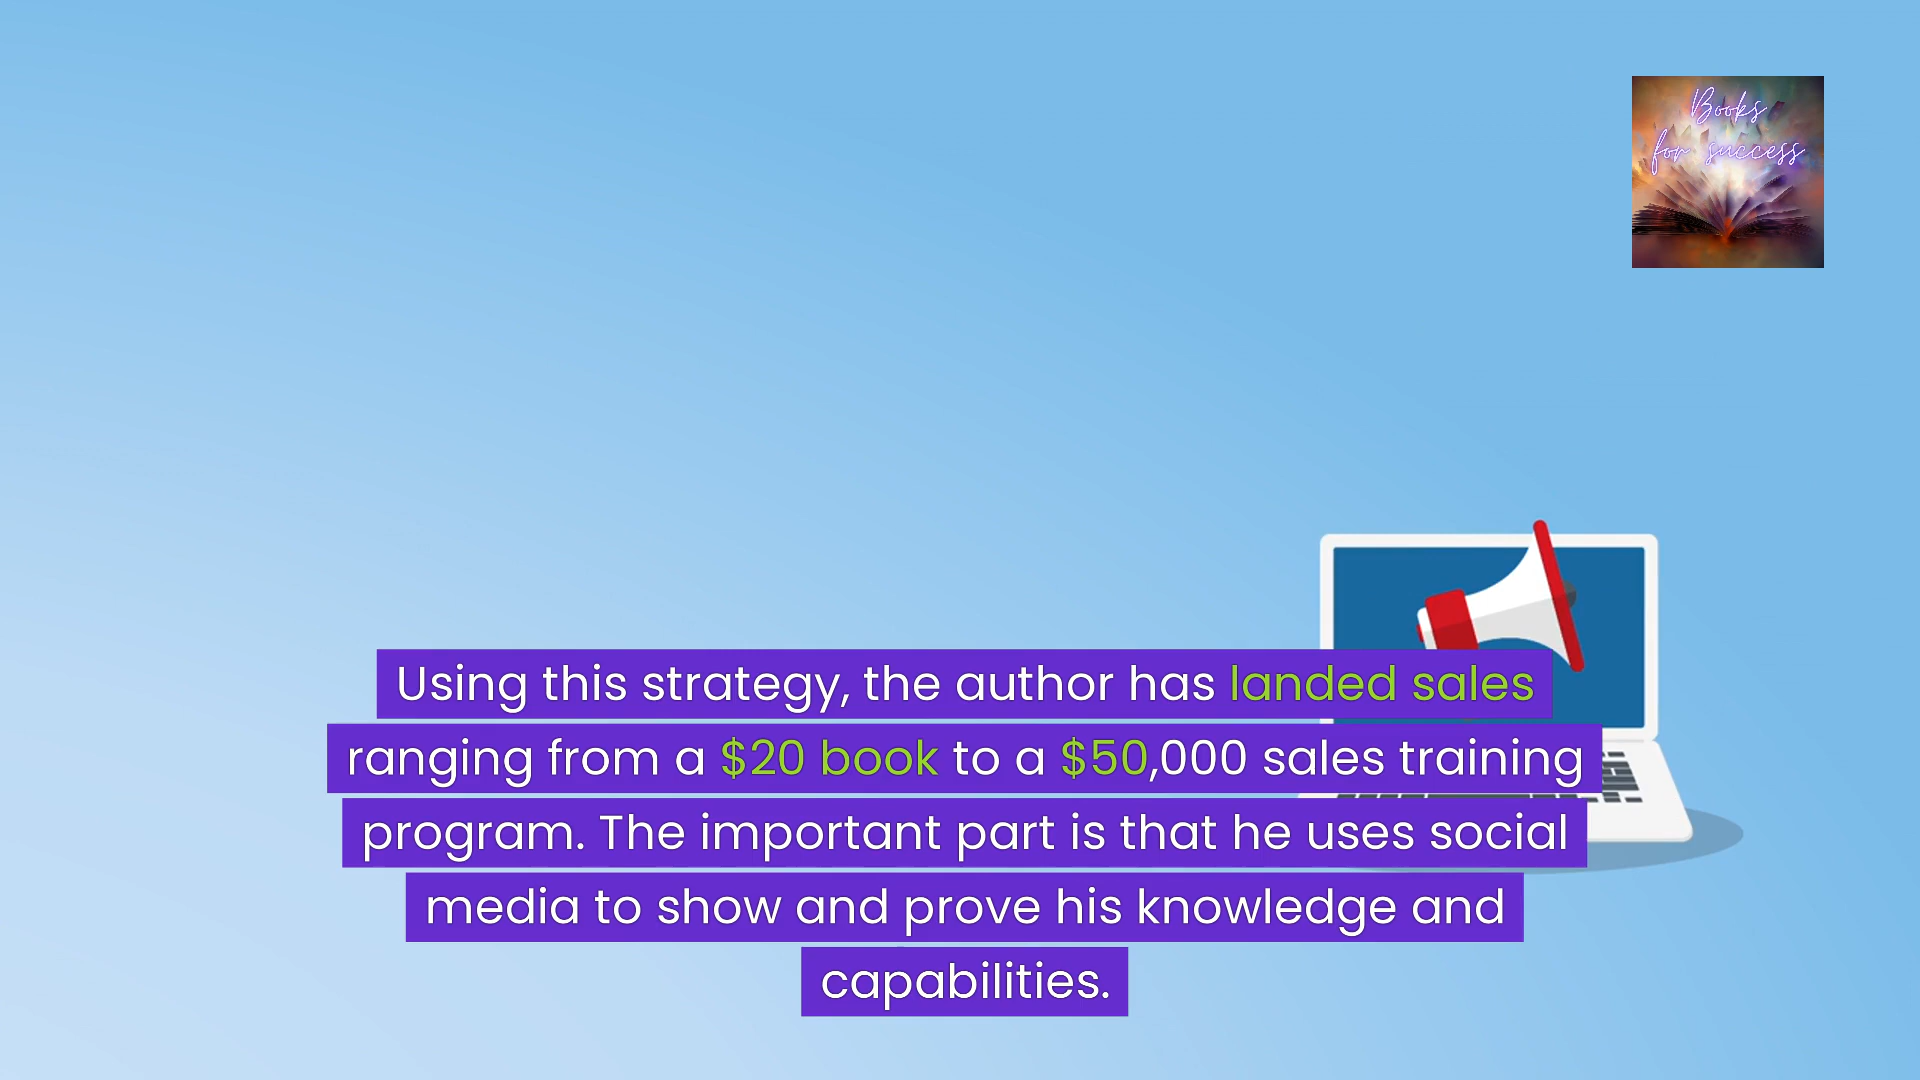 Books
for success
Using this strategy, the author has landed sales
ranging from a $20 book to a $50,000 sales training
program. The important part is that he uses social
media to show and prove his knowledge and
capabilities.